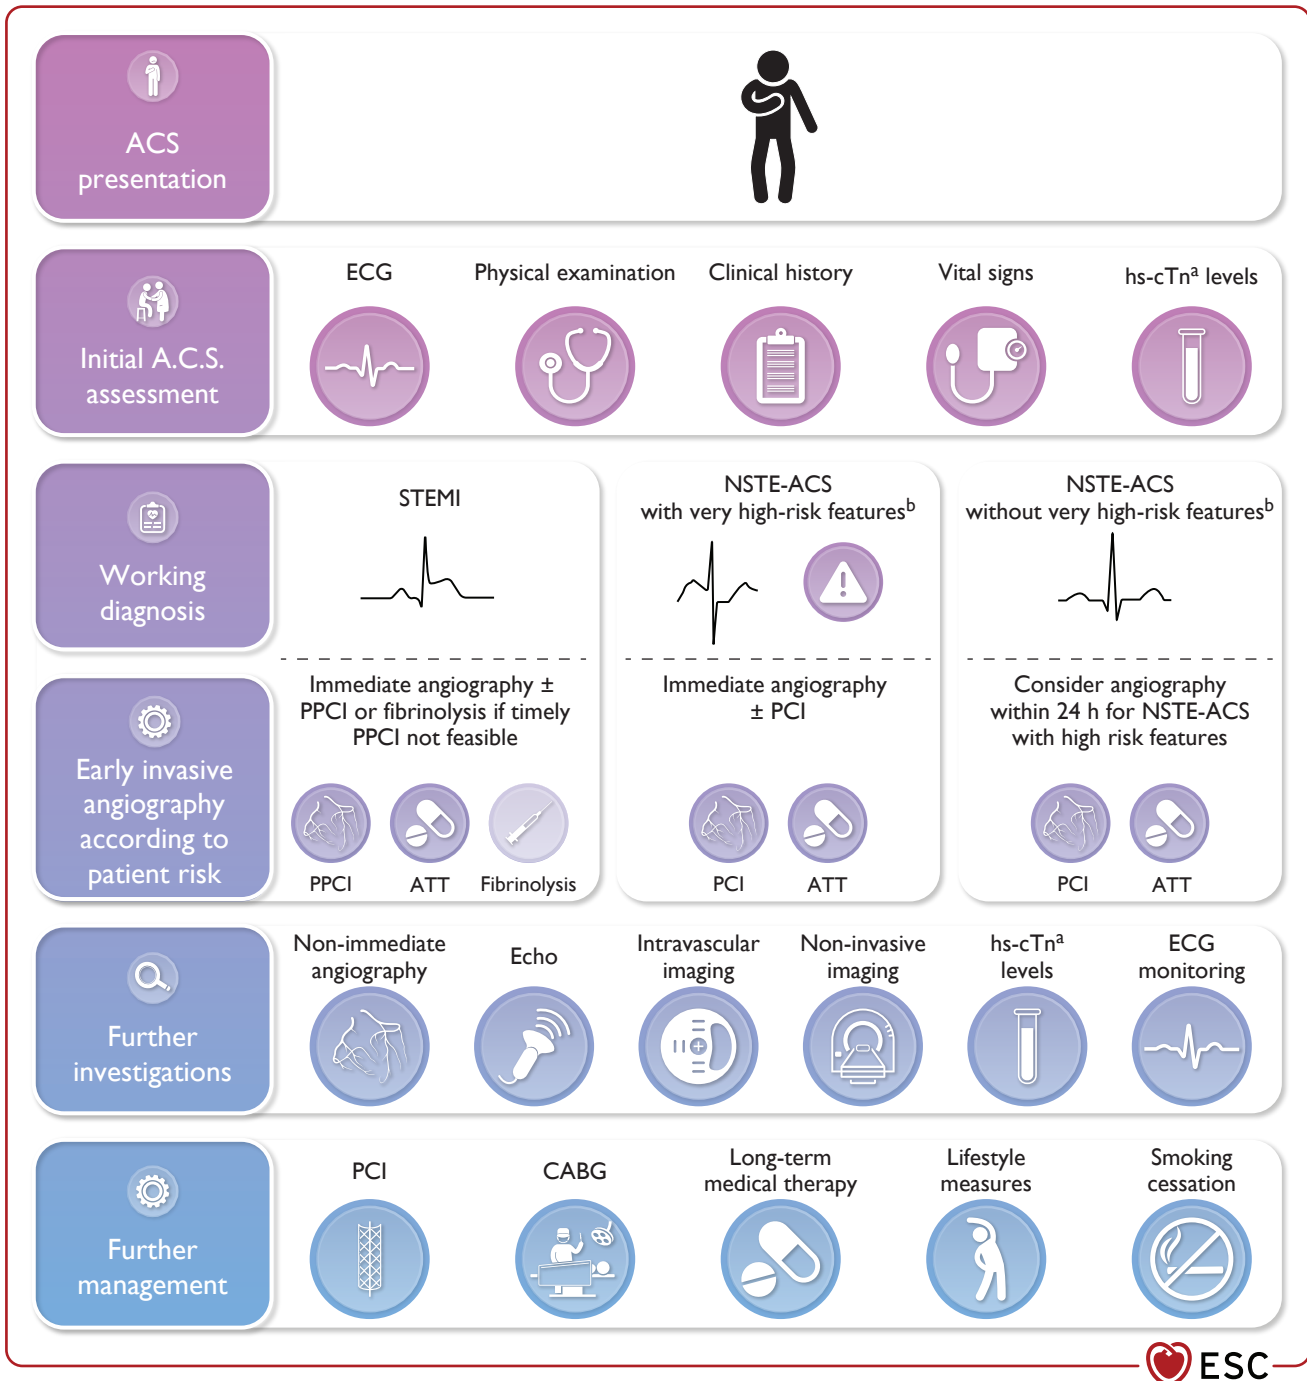 ACS
presentation
Initial A.C.S.
assessment
ECG
Physical examination
Clinical history
Vital signs
hs-cTnᵃ levels
Working
diagnosis
STEMI
NSTE-ACS
with very high-risk featuresᵇ
NSTE-ACS
without very high-risk featuresᵇ
Early invasive
angiography
according to
patient risk
Immediate angiography ±
PPCI or fibrinolysis if timely
PPCI not feasible
PPCI
ATT
Fibrinolysis
Immediate angiography
± PCI
PCI
ATT
Consider angiography
within 24 h for NSTE-ACS
with high risk features
PCI
ATT
Further
investigations
Non-immediate
angiography
Echo
Intravascular
imaging
Non-invasive
imaging
hs-cTnᵃ
levels
ECG
monitoring
Further
management
PCI
CABG
Long-term
medical therapy
Lifestyle
measures
Smoking
cessation
ESC